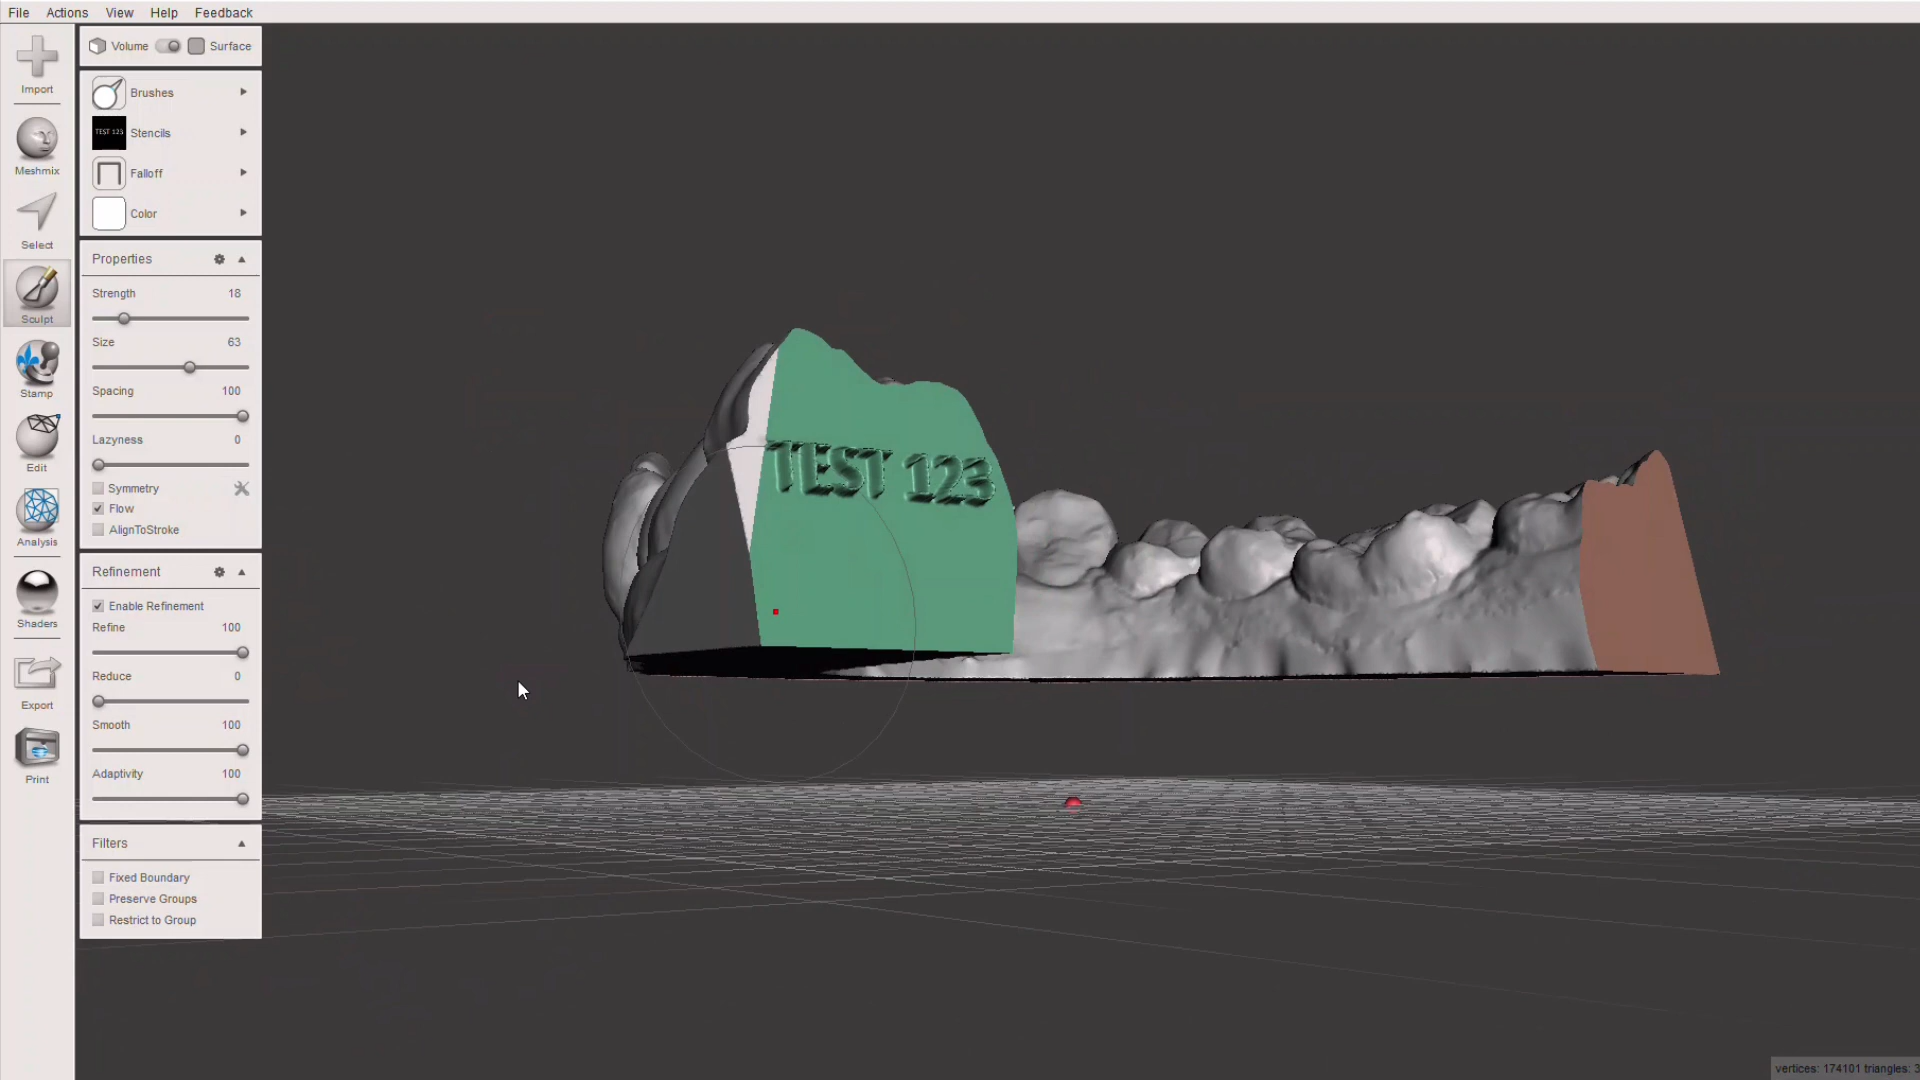 File Actions View Help Feedback
Import
Meshmix
Select
Sculpt
Stamp
Edit
Analysis
Shaders
Export
Print
Volume Surface
Brushes
TEST 123 Stencils
Falloff
Color
Properties
Strength 18
Size 63
Spacing 100
Lazyness 0
Symmetry
Flow
AlignToStroke
Refinement
Enable Refinement
Refine 100
Reduce 0
Smooth 100
Adaptivity 100
Filters
Fixed Boundary
Preserve Groups
Restrict to Group
TEST 123
vertices: 174101 triangles: 3